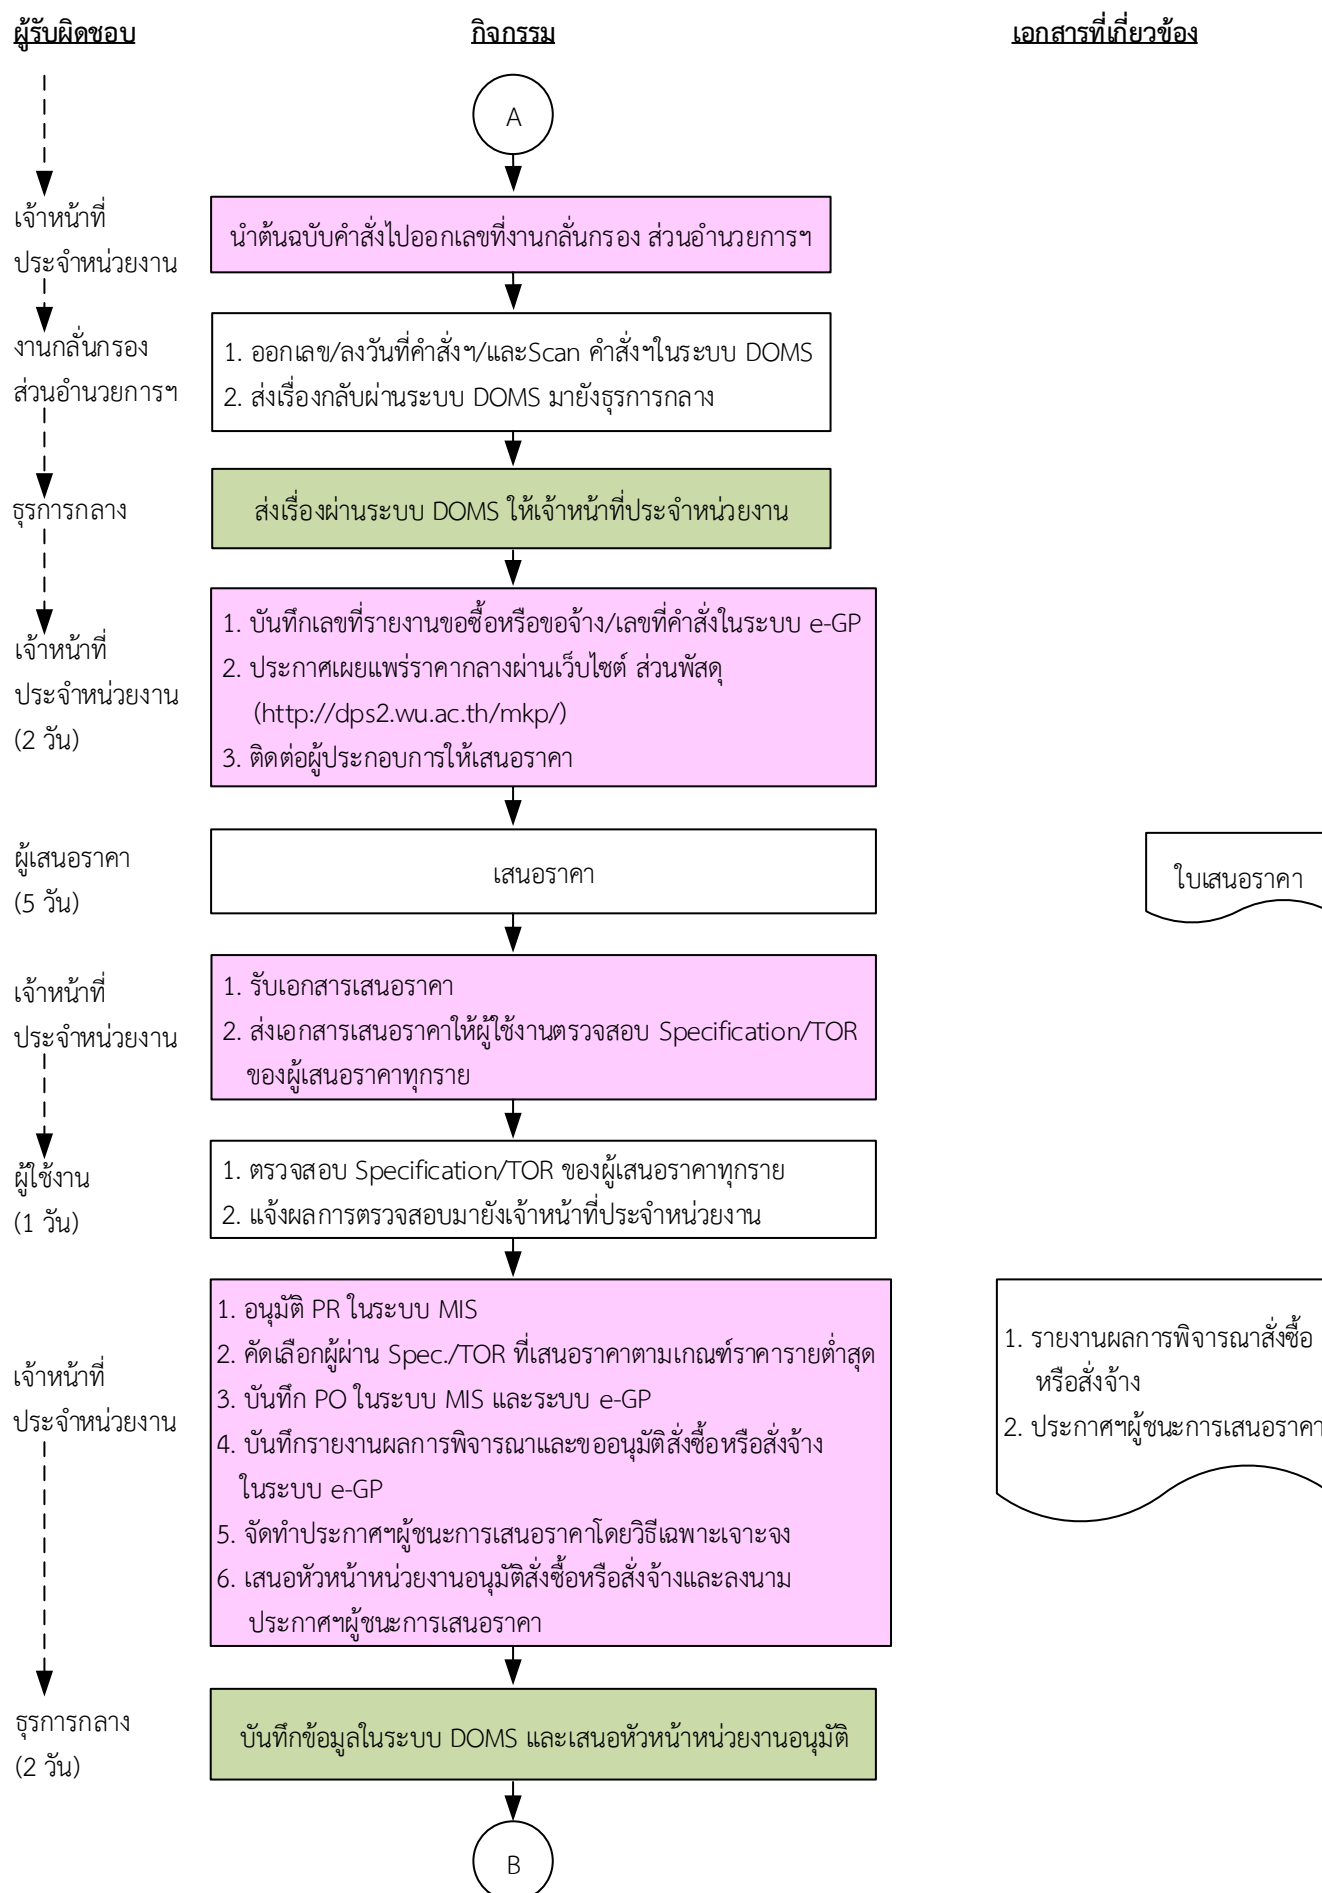 ผู้รับผิดชอบ
กิจกรรม
เอกสารที่เกี่ยวข้อง
A
เจ้าหน้าที่
ประจำหน่วยงาน
นำต้นฉบับคำสั่งไปออกเลขที่งานกลั่นกรอง ส่วนอำนวยการฯ
งานกลั่นกรอง
ส่วนอำนวยการฯ
1. ออกเลข/ลงวันที่คำสั่งฯ/และScan คำสั่งฯในระบบ DOMS
2. ส่งเรื่องกลับผ่านระบบ DOMS มายังธุรการกลาง
ธุรการกลาง
ส่งเรื่องผ่านระบบ DOMS ให้เจ้าหน้าที่ประจำหน่วยงาน
เจ้าหน้าที่
ประจำหน่วยงาน
(2 วัน)
1. บันทึกเลขที่รายงานขอซื้อหรือขอจ้าง/เลขที่คำสั่งในระบบ e-GP
2. ประกาศเผยแพร่ราคากลางผ่านเว็บไซต์ ส่วนพัสดุ
(http://dps2.wu.ac.th/mkp/)
3. ติดต่อผู้ประกอบการให้เสนอราคา
ผู้เสนอราคา
(5 วัน)
เสนอราคา
ใบเสนอราคา
เจ้าหน้าที่
ประจำหน่วยงาน
1. รับเอกสารเสนอราคา
2. ส่งเอกสารเสนอราคาให้ผู้ใช้งานตรวจสอบ Specification/TOR
ของผู้เสนอราคาทุกราย
ผู้ใช้งาน
(1 วัน)
1. ตรวจสอบ Specification/TOR ของผู้เสนอราคาทุกราย
2. แจ้งผลการตรวจสอบมายังเจ้าหน้าที่ประจำหน่วยงาน
เจ้าหน้าที่
ประจำหน่วยงาน
1. อนุมัติ PR ในระบบ MIS
2. คัดเลือกผู้ผ่าน Spec./TOR ที่เสนอราคาตามเกณฑ์ราคารายต่ำสุด
3. บันทึก PO ในระบบ MIS และระบบ e-GP
4. บันทึกรายงานผลการพิจารณาและขออนุมัติสั่งซื้อหรือสั่งจ้าง
ในระบบ e-GP
5. จัดทำประกาศฯผู้ชนะการเสนอราคาโดยวิธีเฉพาะเจาะจง
6. เสนอหัวหน้าหน่วยงานอนุมัติสั่งซื้อหรือสั่งจ้างและลงนาม
ประกาศฯผู้ชนะการเสนอราคา
1. รายงานผลการพิจารณาสั่งซื้อ
หรือสั่งจ้าง
2. ประกาศฯผู้ชนะการเสนอราคา
ธุรการกลาง
(2 วัน)
บันทึกข้อมูลในระบบ DOMS และเสนอหัวหน้าหน่วยงานอนุมัติ
B